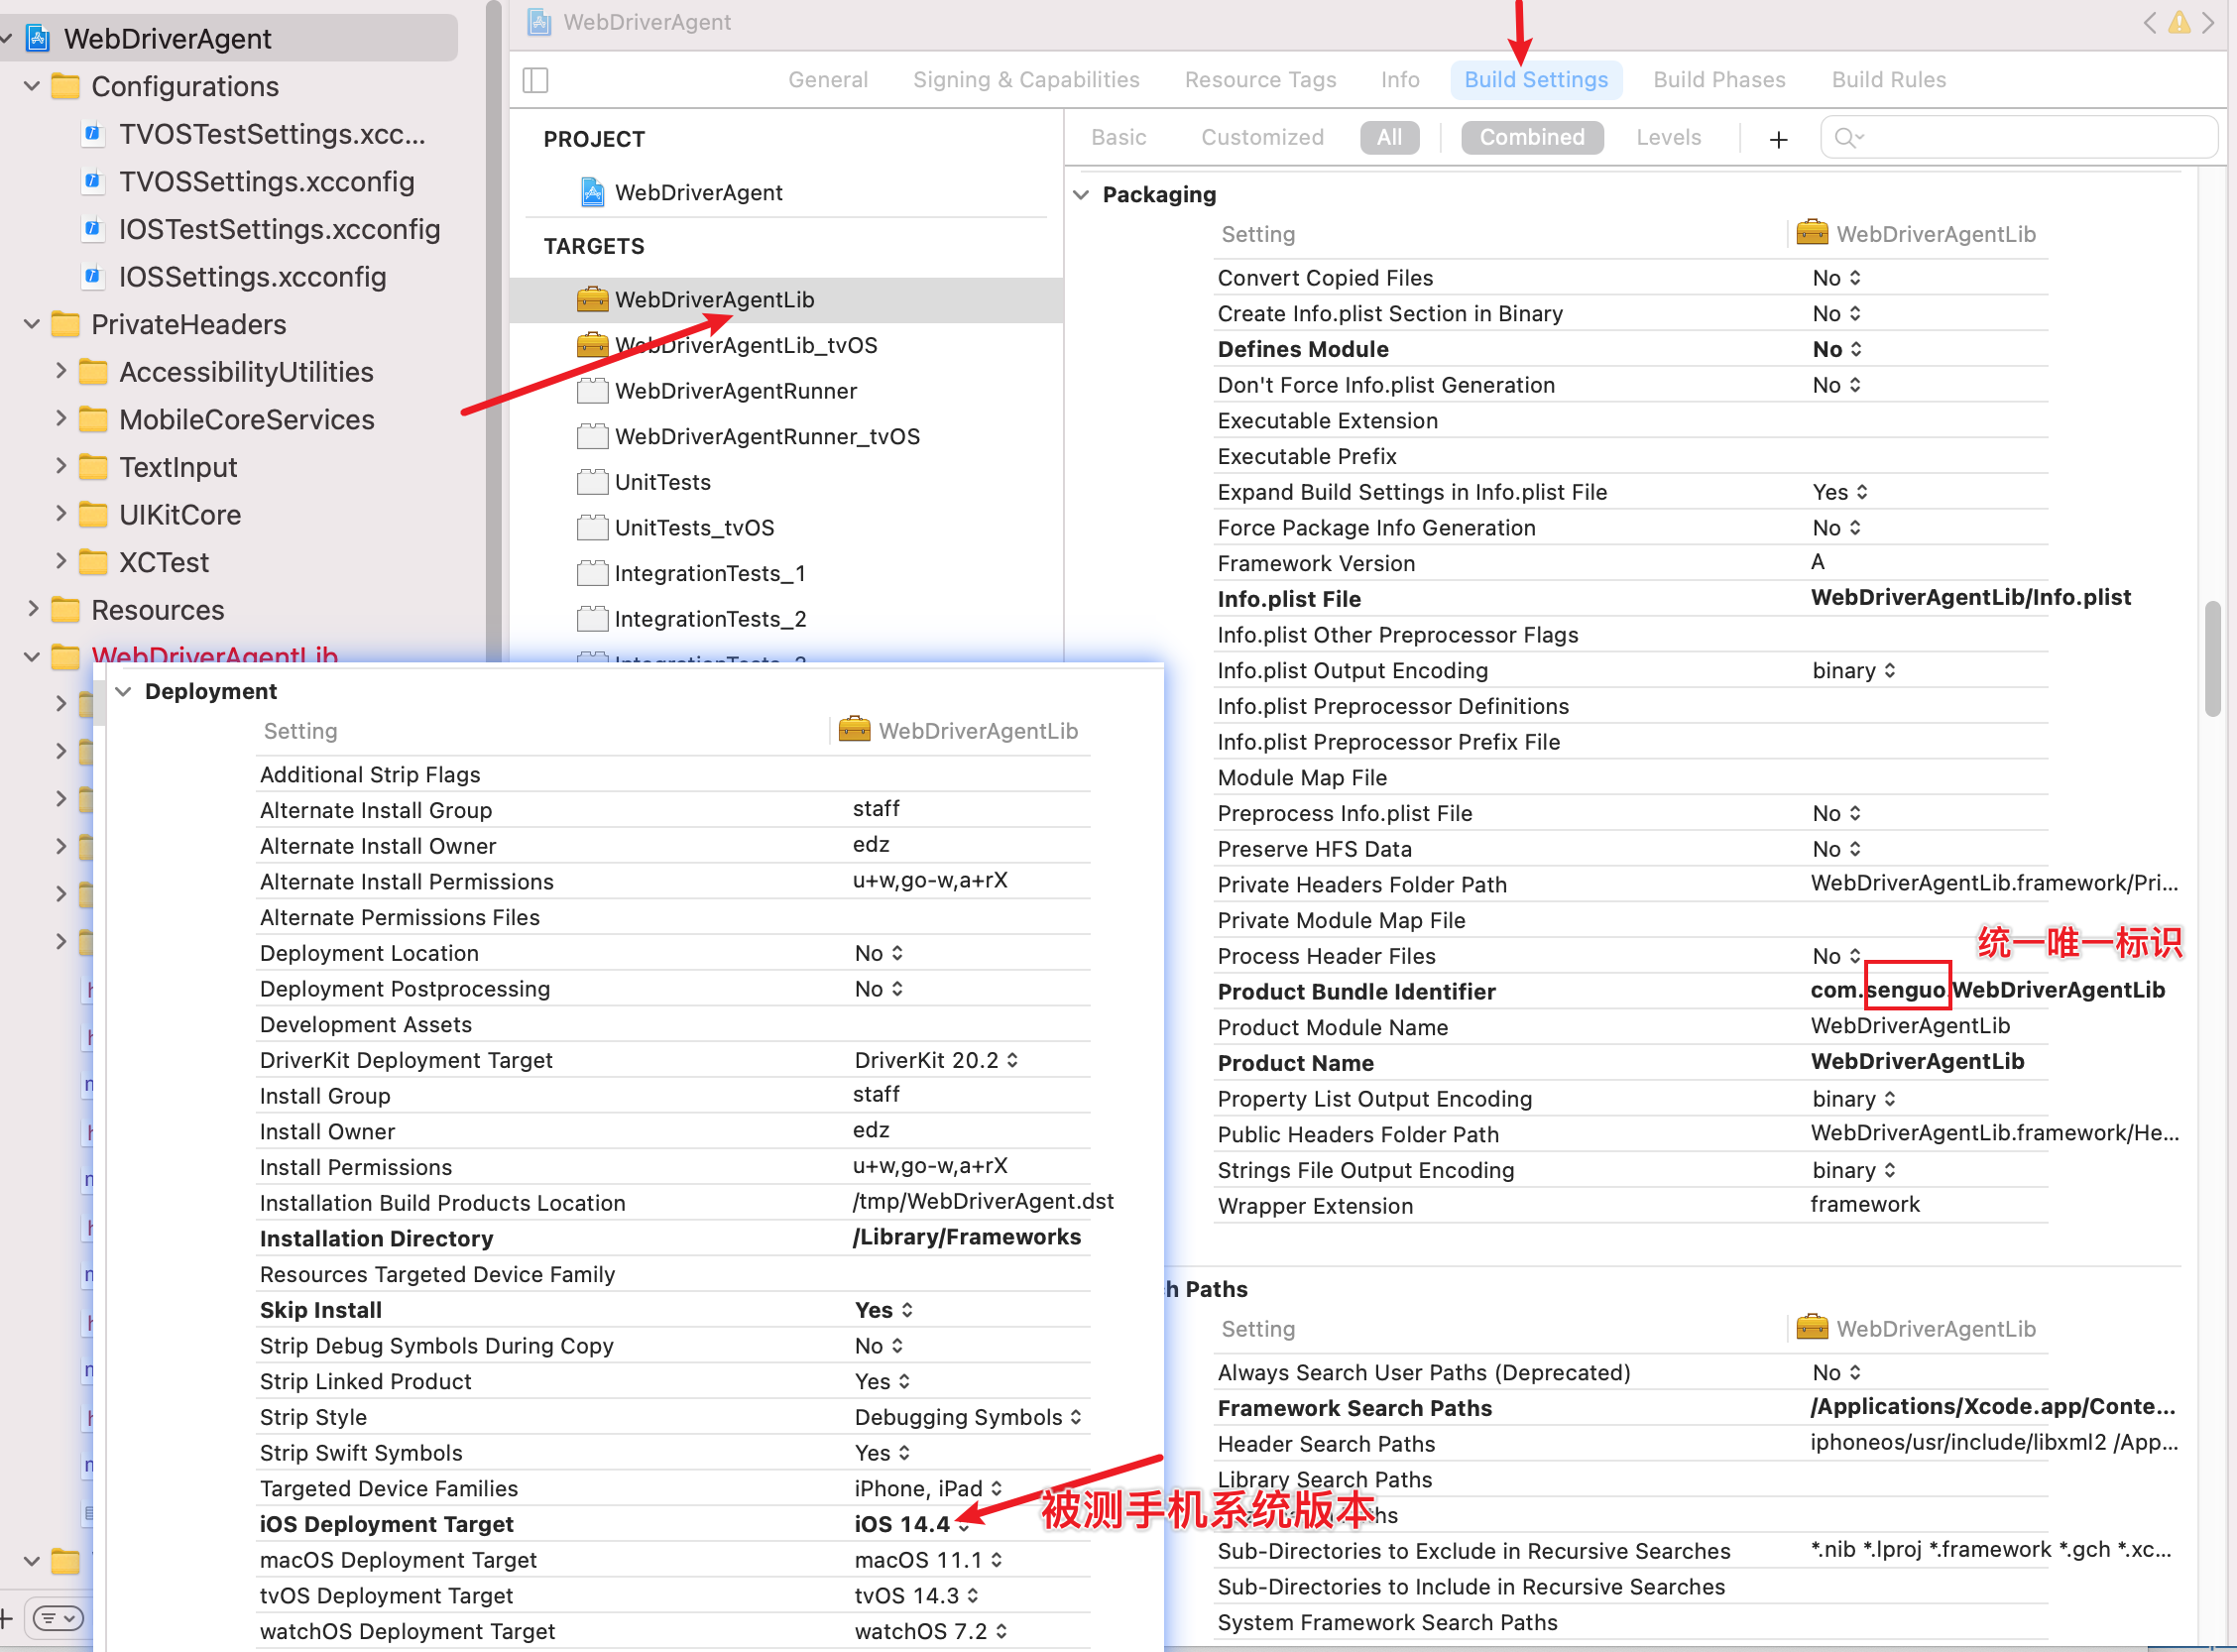 WebDriverAgent
Configurations
TVOSTestSettings.xcc...
TVOSSettings.xcconfig
IOSTestSettings.xcconfig
IOSSettings.xcconfig
PrivateHeaders
AccessibilityUtilities
MobileCoreServices
TextInput
UIKitCore
XCTest
Resources
WebDriverAgentLib
WebDriverAgent
General Signing & Capabilities Resource Tags Info Build Settings Build Phases Build Rules
PROJECT
WebDriverAgent
TARGETS
WebDriverAgentLib
WebDriverAgentLib_tvOS
WebDriverAgentRunner
WebDriverAgentRunner_tvOS
UnitTests
UnitTests_tvOS
IntegrationTests_1
IntegrationTests_2
Basic Customized All Combined Levels +
Packaging
Setting WebDriverAgentLib
Convert Copied Files No
Create Info.plist Section in Binary No
Defines Module No
Don't Force Info.plist Generation No
Executable Extension
Executable Prefix
Expand Build Settings in Info.plist File Yes
Force Package Info Generation No
Framework Version A
Info.plist File WebDriverAgentLib/Info.plist
Info.plist Other Preprocessor Flags
Info.plist Output Encoding binary
Info.plist Preprocessor Definitions
Info.plist Preprocessor Prefix File
Module Map File
Preprocess Info.plist File No
Preserve HFS Data No
Private Headers Folder Path WebDriverAgentLib.framework/Pri...
Private Module Map File
Process Header Files No
统一唯一标识
Product Bundle Identifier com.senguo.WebDriverAgentLib
Product Module Name WebDriverAgentLib
Product Name WebDriverAgentLib
Property List Output Encoding binary
Public Headers Folder Path WebDriverAgentLib.framework/He...
Strings File Output Encoding binary
Wrapper Extension framework
h Paths
Setting WebDriverAgentLib
Always Search User Paths (Deprecated) No
Framework Search Paths /Applications/Xcode.app/Conte...
Header Search Paths iphoneos/usr/include/libxml2 /App...
Library Search Paths
Sub-Directories to Exclude in Recursive Searches *.nib *.lproj *.framework *.gch *.xc...
Sub-Directories to Include in Recursive Searches
System Framework Search Paths
Deployment
Setting WebDriverAgentLib
Additional Strip Flags
Alternate Install Group staff
Alternate Install Owner edz
Alternate Install Permissions u+w,go-w,a+rX
Alternate Permissions Files
Deployment Location No
Deployment Postprocessing No
Development Assets
DriverKit Deployment Target DriverKit 20.2
Install Group staff
Install Owner edz
Install Permissions u+w,go-w,a+rX
Installation Build Products Location /tmp/WebDriverAgent.dst
Installation Directory /Library/Frameworks
Resources Targeted Device Family
Skip Install Yes
Strip Debug Symbols During Copy No
Strip Linked Product Yes
Strip Style Debugging Symbols
Strip Swift Symbols Yes
Targeted Device Families iPhone, iPad
iOS Deployment Target iOS 14.4
被测手机系统版本
macOS Deployment Target macOS 11.1
tvOS Deployment Target tvOS 14.3
watchOS Deployment Target watchOS 7.2